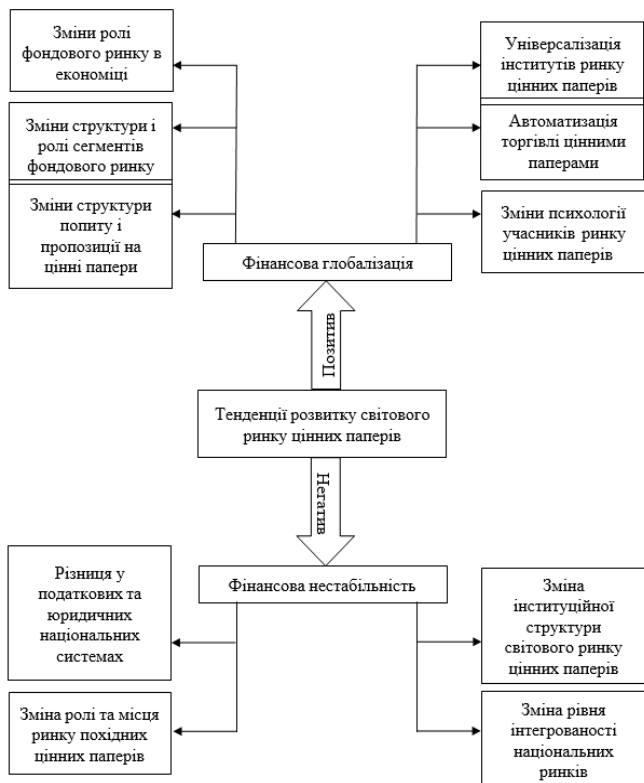 Зміни ролі
фондового ринку в
економіці
Зміни структури і
ролі сегментів
фондового ринку
Зміни структури
попиту і
пропозиції на
цінні папери
Універсалізація
інститутів ринку
цінних паперів
Автоматизація
торгівлі цінними
паперами
Зміни психології
учасників ринку
цінних паперів
Фінансова глобалізація
Позитив
Тенденції розвитку світового
ринку цінних паперів
Негатив
Фінансова нестабільність
Різниця у
податкових та
юридичних
національних
системах
Зміна ролі та місця
ринку похідних
цінних паперів
Зміна
інституційної
структури
світового ринку
цінних паперів
Зміна рівня
інтегрованості
національних
ринків